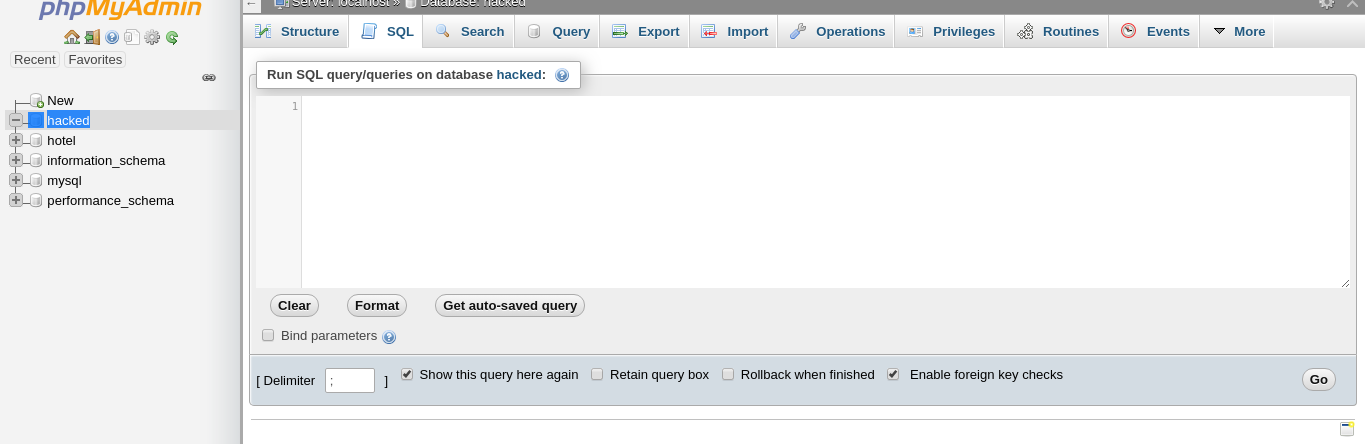 phpMyAdmin
Server: localhost » Database: hacked
Structure SQL Search Query Export Import Operations Privileges Routines Events More
Recent Favorites
New
hacked
hotel
information_schema
mysql
performance_schema
Run SQL query/queries on database hacked:
1
Clear Format Get auto-saved query
Bind parameters
[ Delimiter ; ] Show this query here again Retain query box Rollback when finished Enable foreign key checks Go